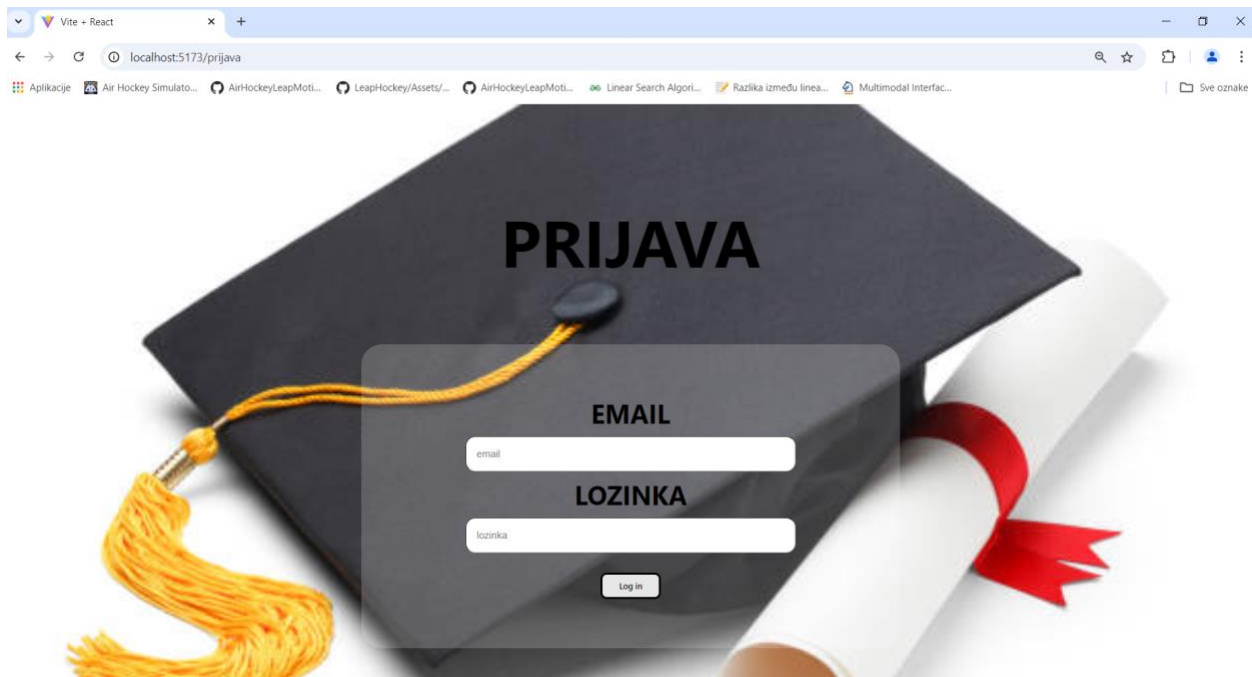 Vite + React
localhost:5173/prijava
Aplikacije Air Hockey Simulato... AirHockeyLeapMoti... LeapHockey/Assets/... AirHockeyLeapMoti... Linear Search Algori... Razlika između linea... Multimodal Interfac... Sve oznake
PRIJAVA
EMAIL
email
LOZINKA
lozinka
Log in